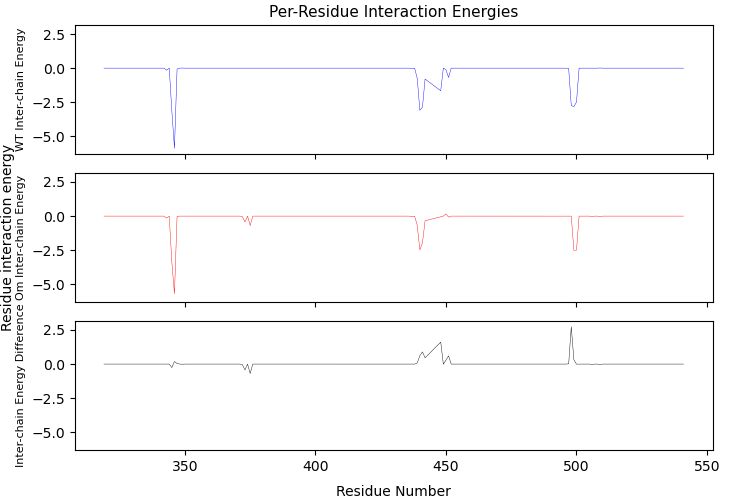 Per-Residue Interaction Energies
Residue interaction energy
WT Inter-chain Energy
2.5
0.0
−2.5
−5.0
Om Inter-chain Energy
2.5
0.0
−2.5
−5.0
Inter-chain Energy Difference
2.5
0.0
−2.5
−5.0
350
400
450
500
550
Residue Number